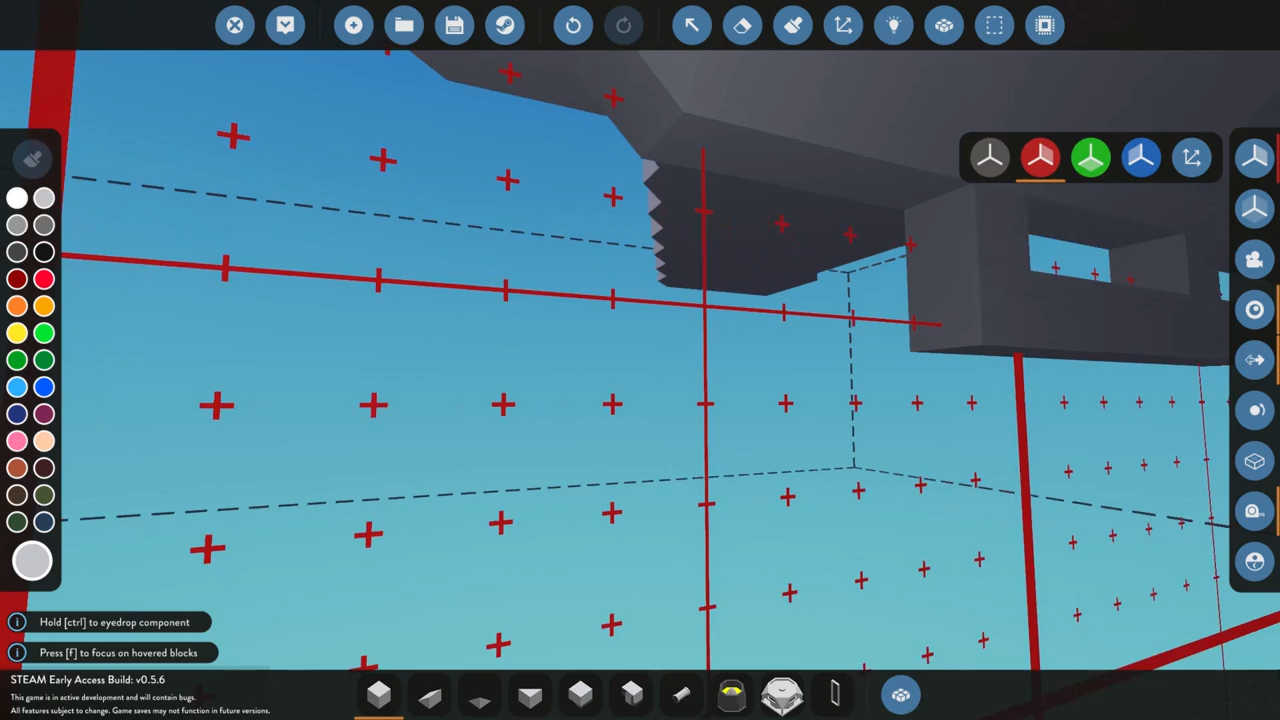 Hold [ctrl] to eyedrop component
Press [f] to focus on hovered blocks
STEAM Early Access Build: v0.5.6
This game is in active development and will contain bugs.
All features subject to change. Game saves may not function in future versions.